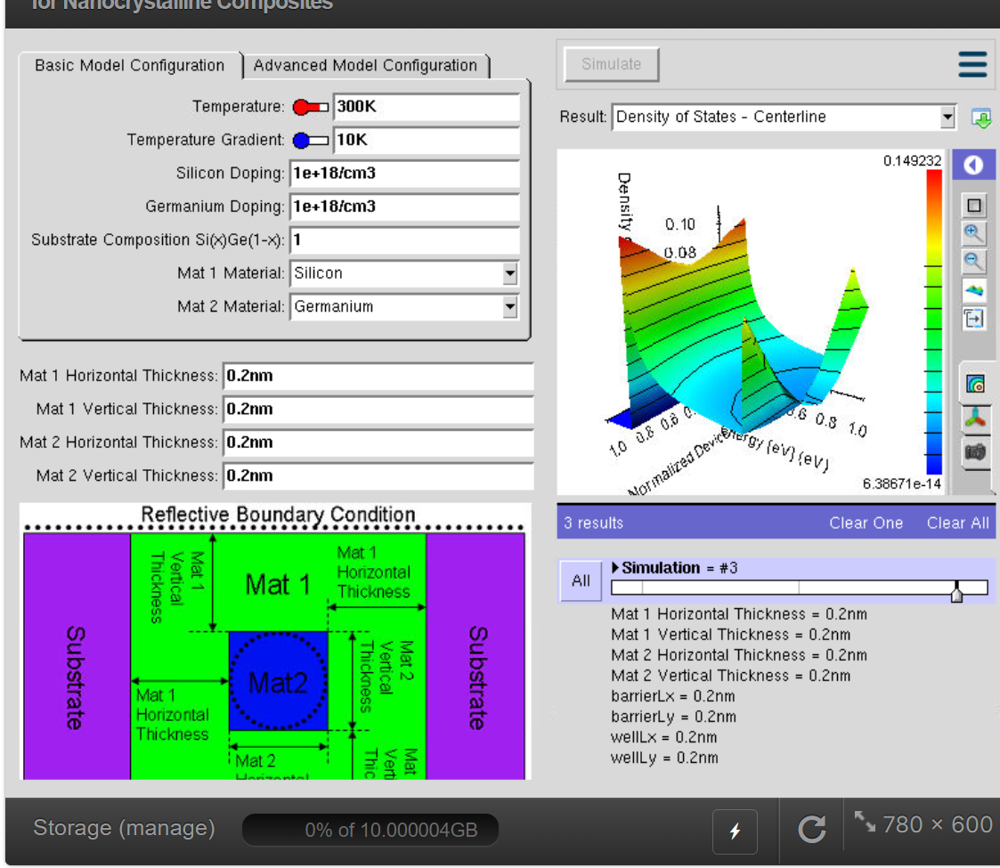 for Nanocrystalline Composites
Basic Model Configuration
Advanced Model Configuration
Temperature: 300K
Temperature Gradient: 10K
Silicon Doping: 1e+18/cm3
Germanium Doping: 1e+18/cm3
Substrate Composition Si(x)Ge(1-x): 1
Mat 1 Material: Silicon
Mat 2 Material: Germanium
Mat 1 Horizontal Thickness: 0.2nm
Mat 1 Vertical Thickness: 0.2nm
Mat 2 Horizontal Thickness: 0.2nm
Mat 2 Vertical Thickness: 0.2nm
Reflective Boundary Condition
Substrate
Mat 1
Vertical
Thickness
Mat 1
Mat 1
Horizontal
Thickness
Mat2
Mat 2
Vertical
Thickness
Substrate
Mat 1
Horizontal
Thickness
Mat 2
Horizontal
Mat
Simulate
Result: Density of States - Centerline
0.149232
Density
0.10
0.08
1.0 0.8 0.8 0.
0.6 0.8 1.0
Normalized Device
Energy (eV) (eV)
6.38671e-14
3 results
Clear One
Clear All
All
Simulation = #3
Mat 1 Horizontal Thickness = 0.2nm
Mat 1 Vertical Thickness = 0.2nm
Mat 2 Horizontal Thickness = 0.2nm
Mat 2 Vertical Thickness = 0.2nm
barrierLx = 0.2nm
barrierLy = 0.2nm
wellLx = 0.2nm
wellLy = 0.2nm
Storage (manage)
0% of 10.000004GB
780 × 600